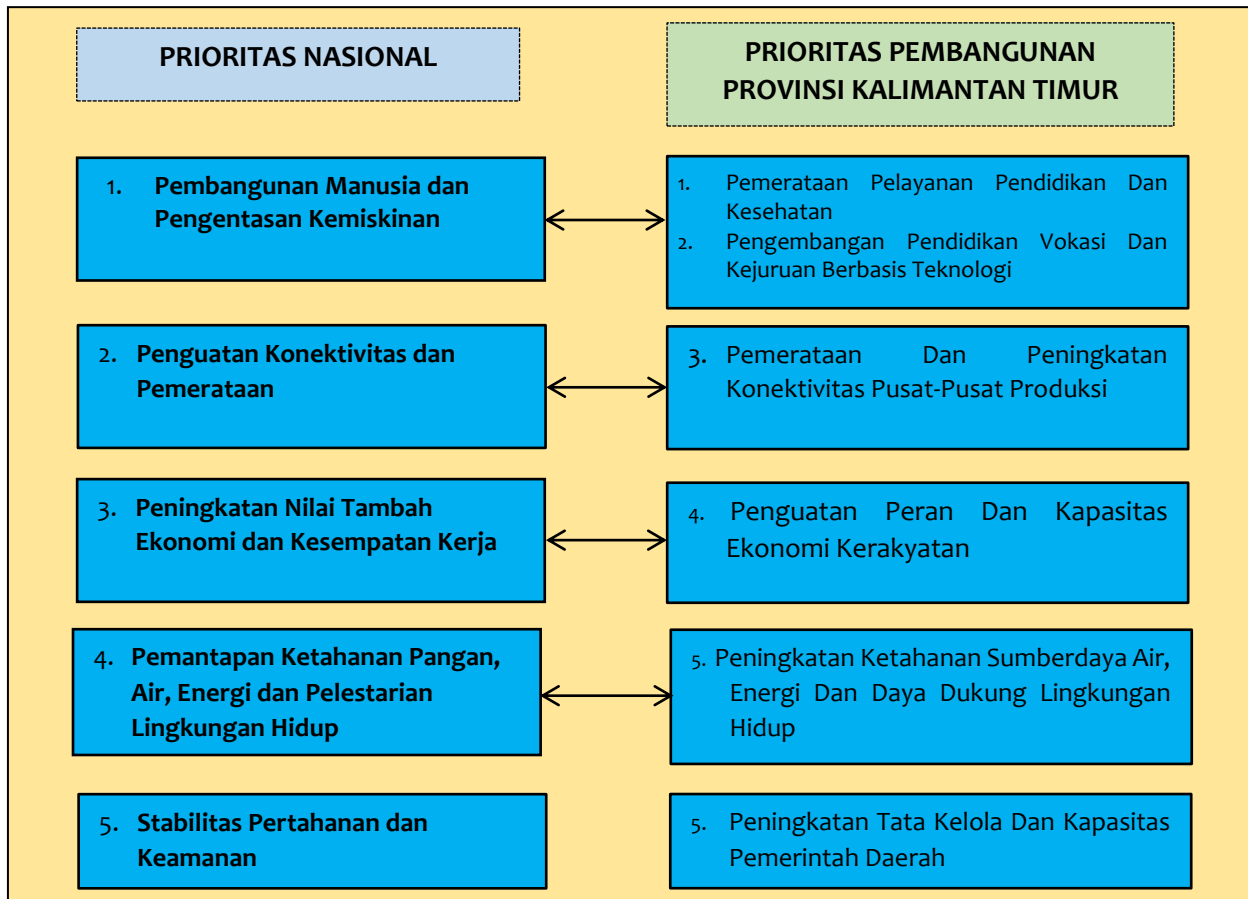 PRIORITAS NASIONAL
PRIORITAS PEMBANGUNAN
PROVINSI KALIMANTAN TIMUR
1. Pembangunan Manusia dan
Pengentasan Kemiskinan
1. Pemerataan Pelayanan Pendidikan Dan
Kesehatan
2. Pengembangan Pendidikan Vokasi Dan
Kejuruan Berbasis Teknologi
2. Penguatan Konektivitas dan
Pemerataan
3. Pemerataan Dan Peningkatan
Konektivitas Pusat-Pusat Produksi
3. Peningkatan Nilai Tambah
Ekonomi dan Kesempatan Kerja
4. Penguatan Peran Dan Kapasitas
Ekonomi Kerakyatan
4. Pemantapan Ketahanan Pangan,
Air, Energi dan Pelestarian
Lingkungan Hidup
5. Peningkatan Ketahanan Sumberdaya Air,
Energi Dan Daya Dukung Lingkungan
Hidup
5. Stabilitas Pertahanan dan
Keamanan
5. Peningkatan Tata Kelola Dan Kapasitas
Pemerintah Daerah